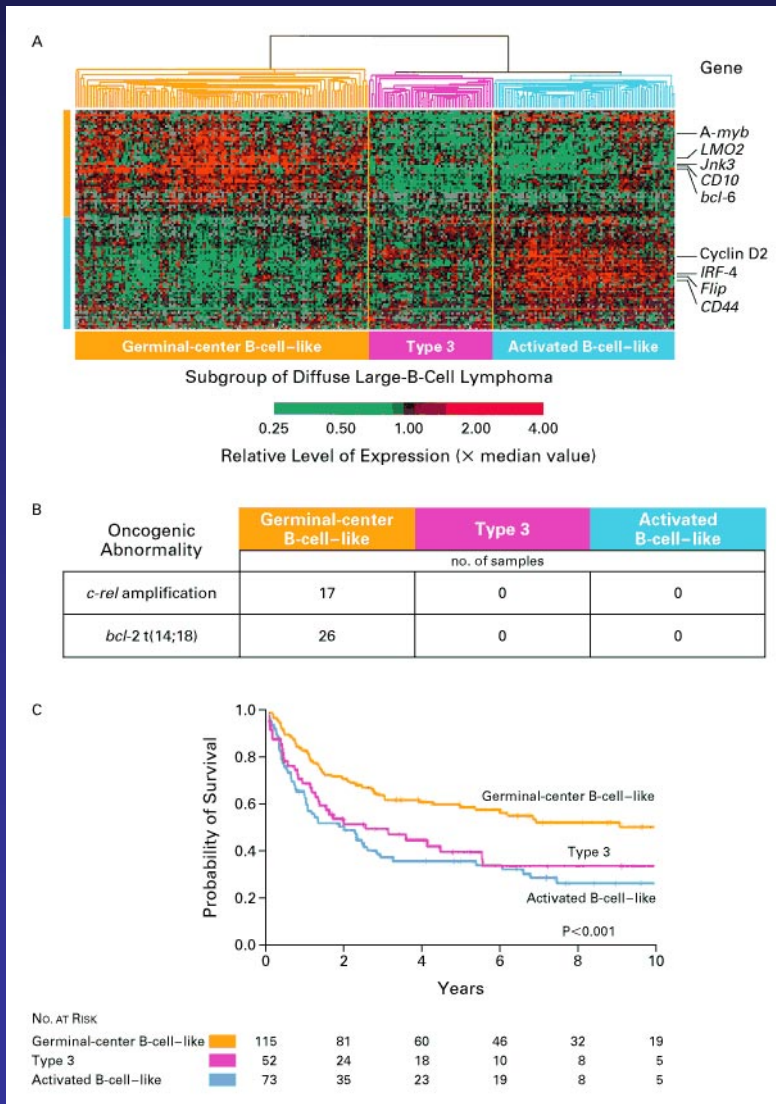 A
Gene
A-myb
LMO2
Jnk3
CD10
bcl-6
Cyclin D2
IRF-4
Flip
CD44
Germinal-center B-cell–like Type 3 Activated B-cell–like
Subgroup of Diffuse Large-B-Cell Lymphoma
0.25 0.50 1.00 2.00 4.00
Relative Level of Expression (× median value)
B
Oncogenic
Abnormality
Germinal-center
B-cell–like
Type 3
Activated
B-cell–like
no. of samples
c-rel amplification 17 0 0
bcl-2 t(14;18) 26 0 0
C
Probability of Survival
1.0
0.8
0.6
0.4
0.2
0.0
Germinal-center B-cell–like
Type 3
Activated B-cell–like
P<0.001
0 2 4 6 8 10
Years
No. at Risk
Germinal-center B-cell–like 115 81 60 46 32 19
Type 3 52 24 18 10 8 5
Activated B-cell–like 73 35 23 19 8 5